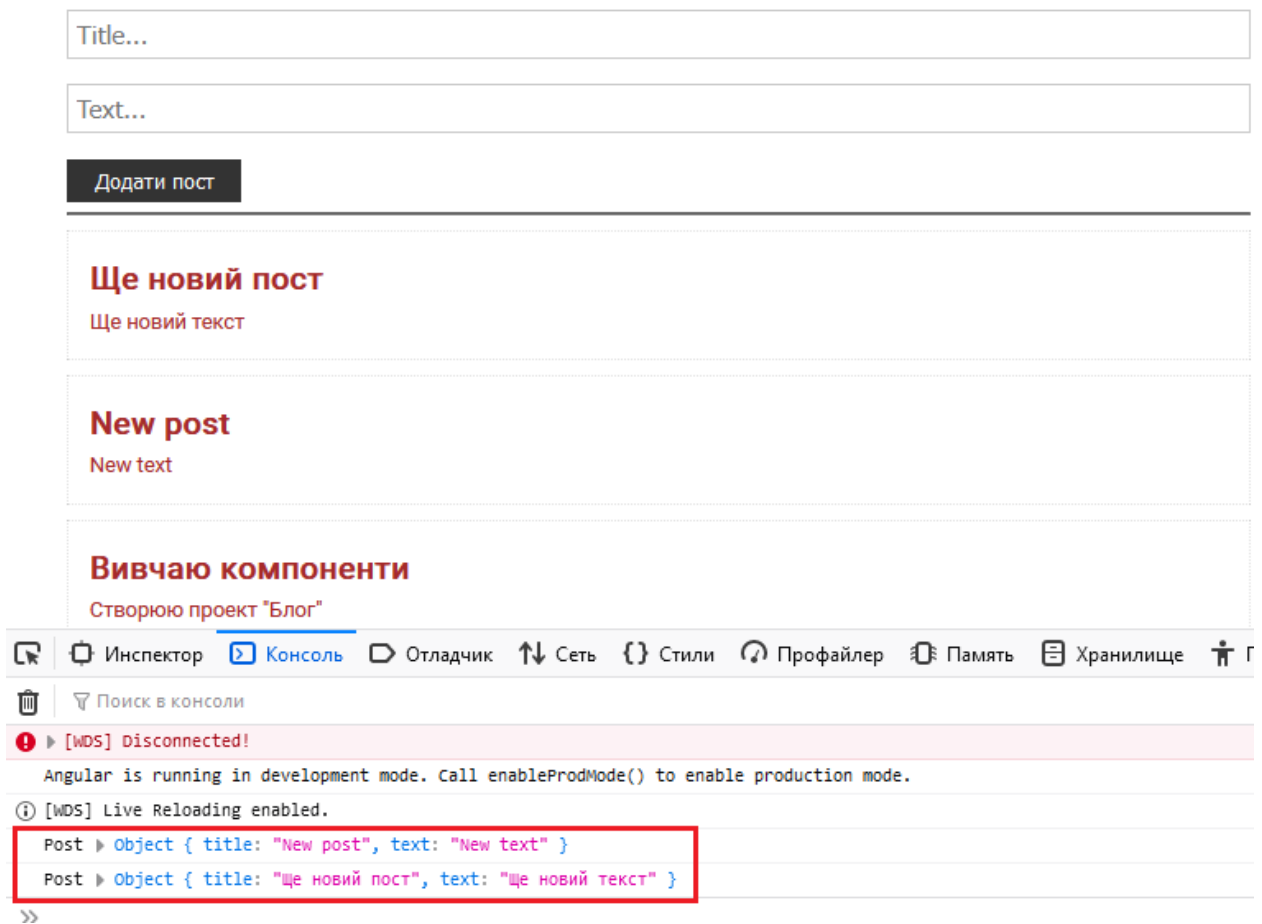 Title...
Text...
Додати пост
Ще новий пост
Ще новий текст
New post
New text
Вивчаю компоненти
Створюю проект "Блог"
Инспектор Консоль Отладчик Сеть {} Стили Профайлер Память Хранилище
Поиск в консоли
[WDS] Disconnected!
Angular is running in development mode. Call enableProdMode() to enable production mode.
[WDS] Live Reloading enabled.
Post Object { title: "New post", text: "New text" }
Post Object { title: "Ще новий пост", text: "Ще новий текст" }